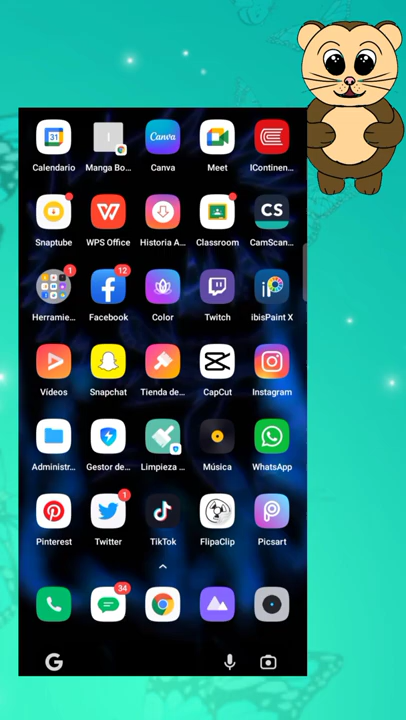 31
Canva
Calendario Manga Bo... Canva Meet IContinen...
CS
Snaptube WPS Office Historia A... Classroom CamScan...
1 12
iP
Herramie... Facebook Color Twitch ibisPaint X
Vídeos Snapchat Tienda de... CapCut Instagram
Administr... Gestor de... Limpieza ... Música WhatsApp
1
Pinterest Twitter TikTok FlipaClip Picsart
34
G